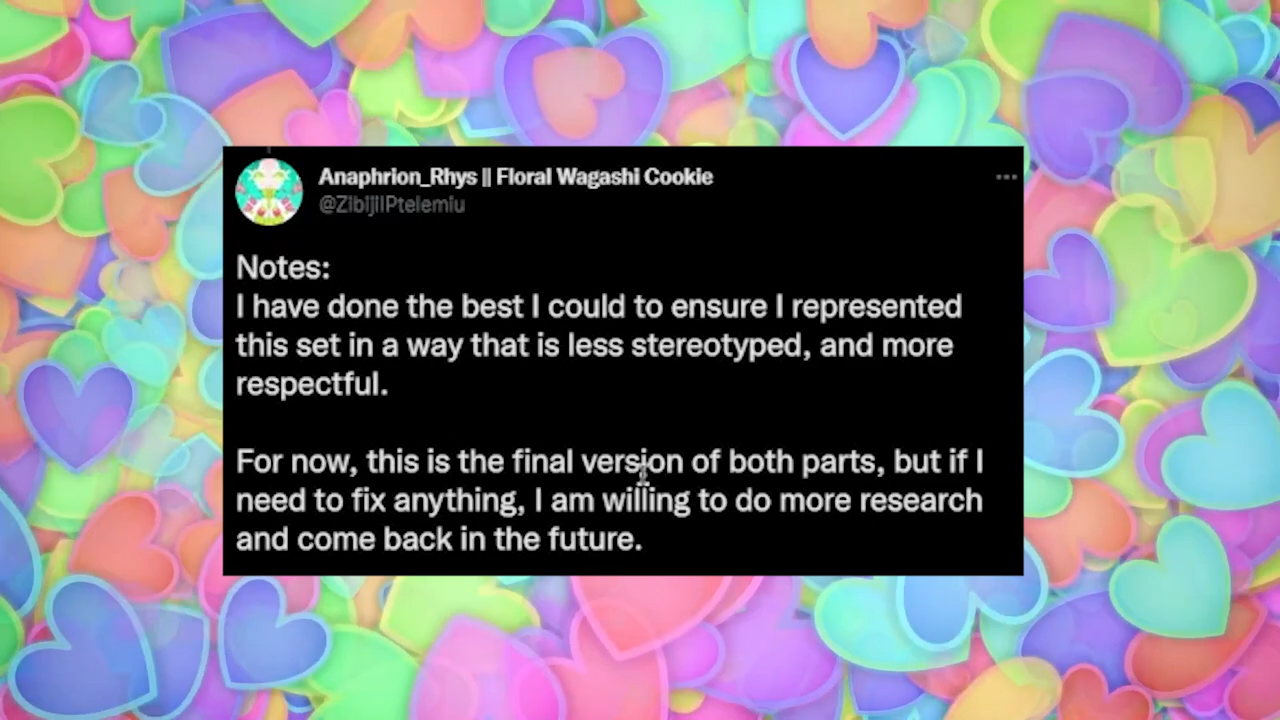 Anaphrion_Rhys || Floral Wagashi Cookie
@ZibijIIPtelemiu
Notes:
I have done the best I could to ensure I represented
this set in a way that is less stereotyped, and more
respectful.
For now, this is the final version of both parts, but if I
need to fix anything, I am willing to do more research
and come back in the future.